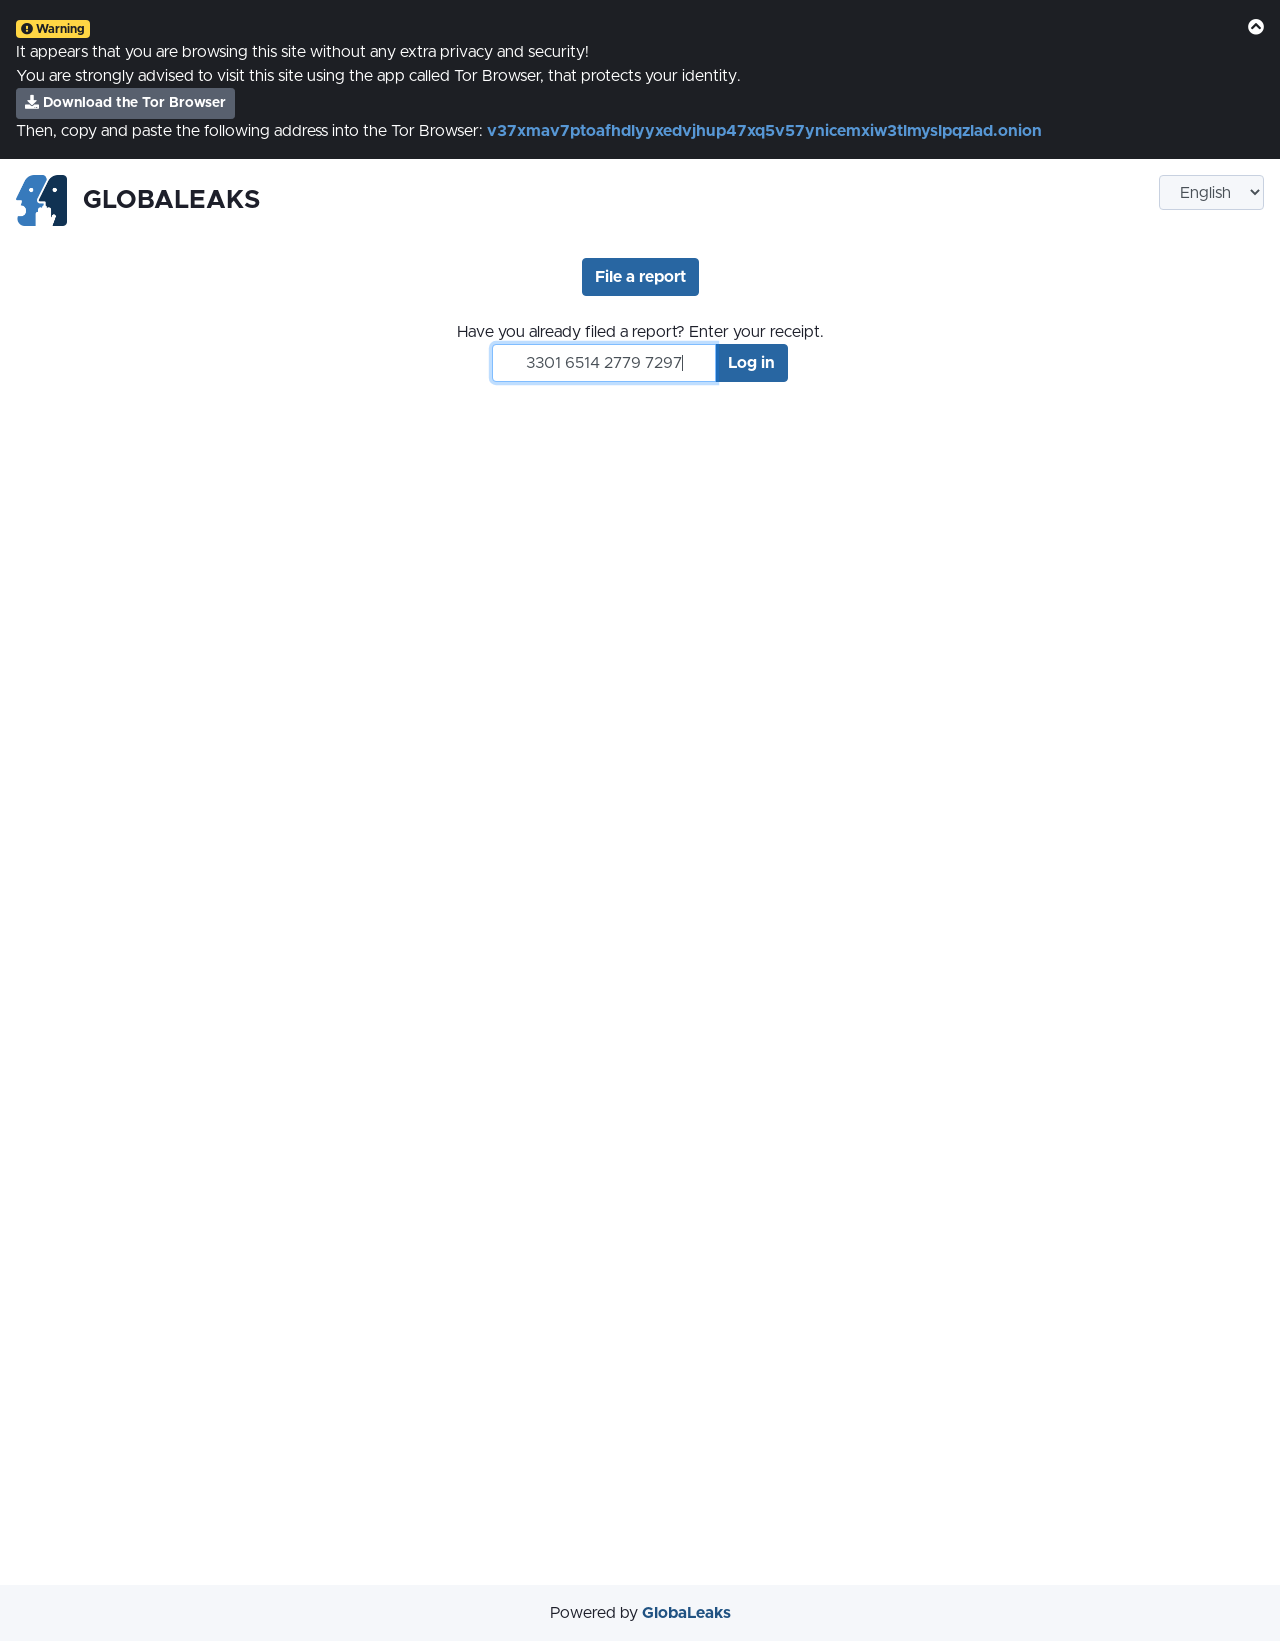 Warning
It appears that you are browsing this site without any extra privacy and security!
You are strongly advised to visit this site using the app called Tor Browser, that protects your identity.
Download the Tor Browser
Then, copy and paste the following address into the Tor Browser: v37xmav7ptoafhdlyyxedvjhup47xq5v57ynicemxiw3tlmyslpqzlad.onion
GLOBALEAKS
English
File a report
Have you already filed a report? Enter your receipt.
3301 6514 2779 7297
Log in
Powered by GlobaLeaks